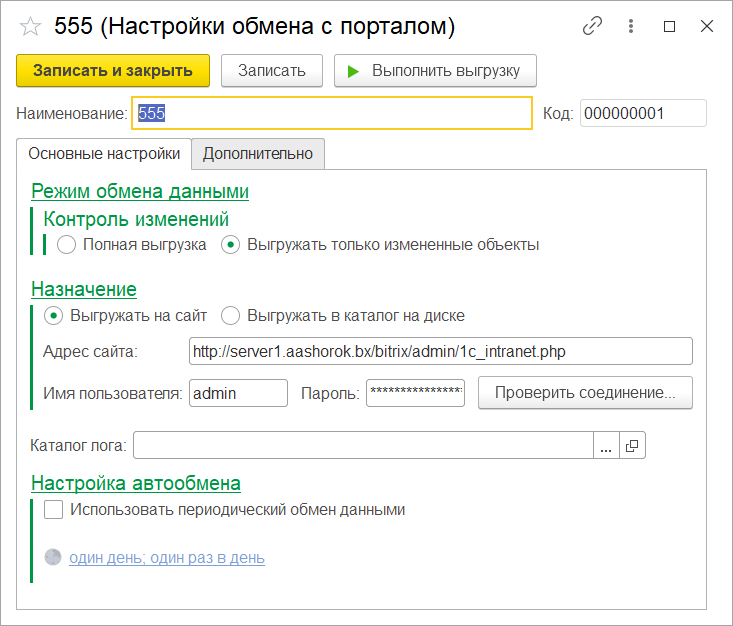 555 (Настройки обмена с порталом)
Записать и закрыть Записать Выполнить выгрузку
Наименование: 555 Код: 000000001
Основные настройки Дополнительно
Режим обмена данными
Контроль изменений
Полная выгрузка Выгружать только измененные объекты
Назначение
Выгружать на сайт Выгружать в каталог на диске
Адрес сайта: http://server1.aashorok.bx/bitrix/admin/1c_intranet.php
Имя пользователя: admin Пароль: **************** Проверить соединение...
Каталог лога: ...
Настройка автообмена
Использовать периодический обмен данными
один день; один раз в день